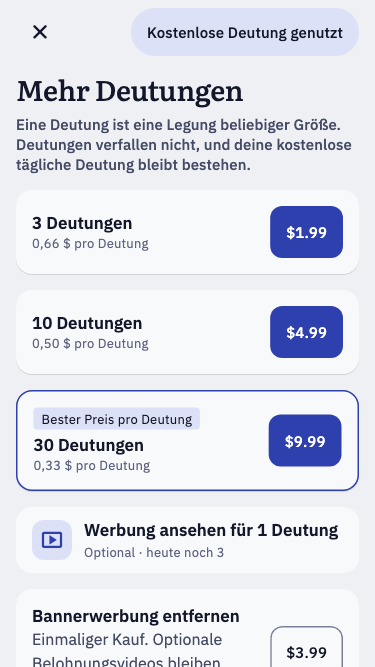 Kostenlose Deutung genutzt
Mehr Deutungen
Eine Deutung ist eine Legung beliebiger Größe.
Deutungen verfallen nicht, und deine kostenlose
tägliche Deutung bleibt bestehen.
3 Deutungen
0,66 $ pro Deutung
$1.99
10 Deutungen
0,50 $ pro Deutung
$4.99
Bester Preis pro Deutung
30 Deutungen
0,33 $ pro Deutung
$9.99
Werbung ansehen für 1 Deutung
Optional · heute noch 3
Bannerwerbung entfernen
Einmaliger Kauf. Optionale
Belohnungsvideos bleiben
$3.99